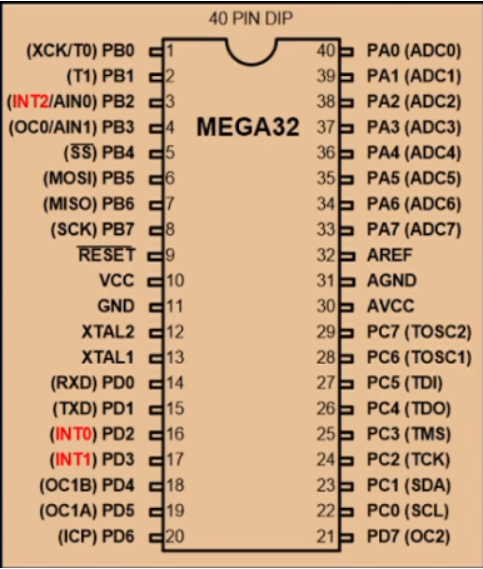 40 PIN DIP
(XCK/T0) PB0 1 40 PA0 (ADC0)
(T1) PB1 2 39 PA1 (ADC1)
(INT2/AIN0) PB2 3 38 PA2 (ADC2)
(OC0/AIN1) PB3 4 MEGA32 37 PA3 (ADC3)
(SS) PB4 5 36 PA4 (ADC4)
(MOSI) PB5 6 35 PA5 (ADC5)
(MISO) PB6 7 34 PA6 (ADC6)
(SCK) PB7 8 33 PA7 (ADC7)
RESET 9 32 AREF
VCC 10 31 AGND
GND 11 30 AVCC
XTAL2 12 29 PC7 (TOSC2)
XTAL1 13 28 PC6 (TOSC1)
(RXD) PD0 14 27 PC5 (TDI)
(TXD) PD1 15 26 PC4 (TDO)
(INT0) PD2 16 25 PC3 (TMS)
(INT1) PD3 17 24 PC2 (TCK)
(OC1B) PD4 18 23 PC1 (SDA)
(OC1A) PD5 19 22 PC0 (SCL)
(ICP) PD6 20 21 PD7 (OC2)